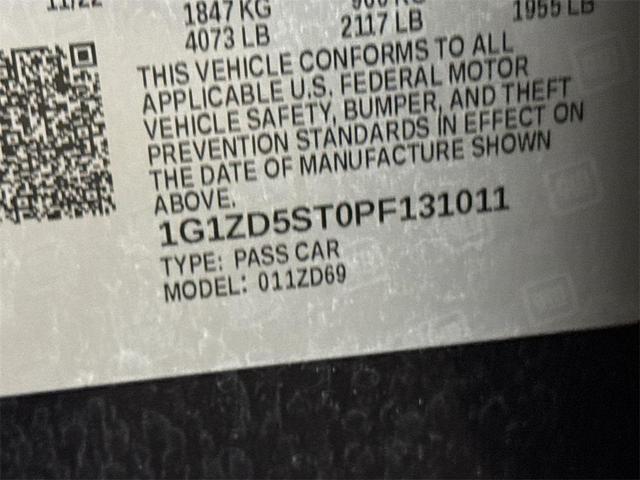 11/22
1847 KG
4073 LB 2117 LB 1955 LB
THIS VEHICLE CONFORMS TO ALL
APPLICABLE U.S. FEDERAL MOTOR
VEHICLE SAFETY, BUMPER, AND THEFT
PREVENTION STANDARDS IN EFFECT ON
THE DATE OF MANUFACTURE SHOWN
ABOVE.
1G1ZD5ST0PF131011
TYPE: PASS CAR
MODEL: 011ZD69